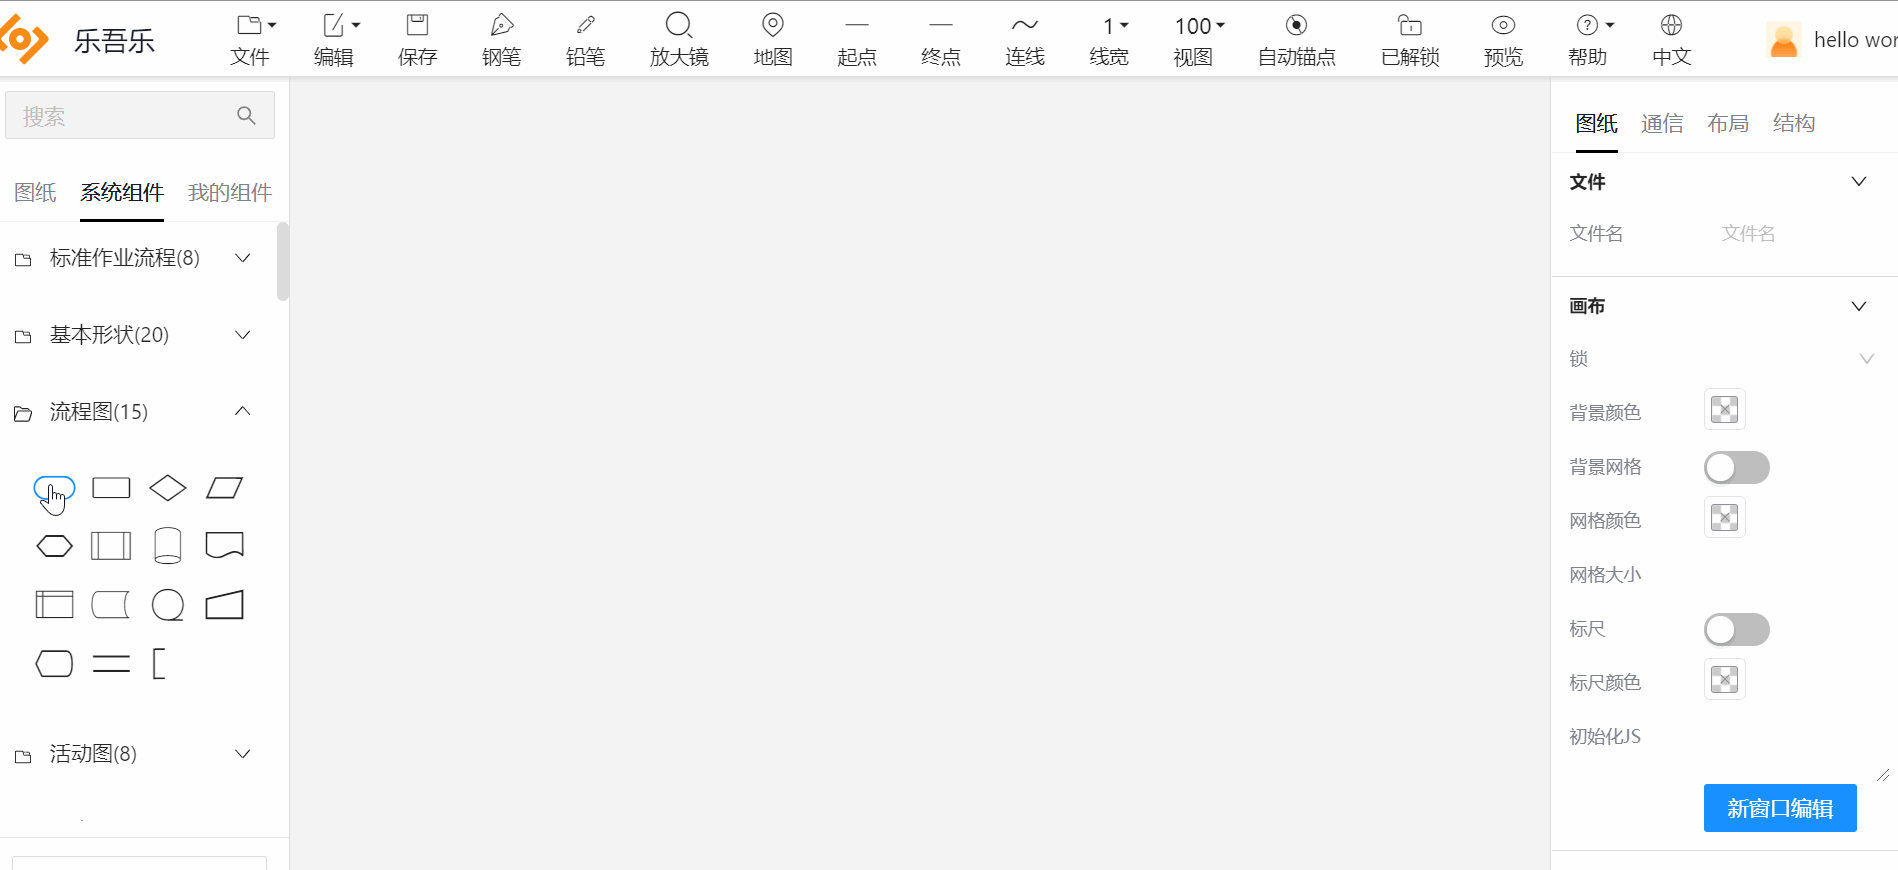 乐吾乐
文件
编辑
保存
钢笔
铅笔
放大镜
地图
起点
终点
连线
1
线宽
100
视图
自动锚点
已解锁
预览
帮助
中文
hello wor
搜索
图纸 系统组件 我的组件
标准作业流程(8)
基本形状(20)
流程图(15)
活动图(8)
图纸 通信 布局 结构
文件
文件名 文件名
画布
锁
背景颜色
背景网格
网格颜色
网格大小
标尺
标尺颜色
初始化JS
新窗口编辑